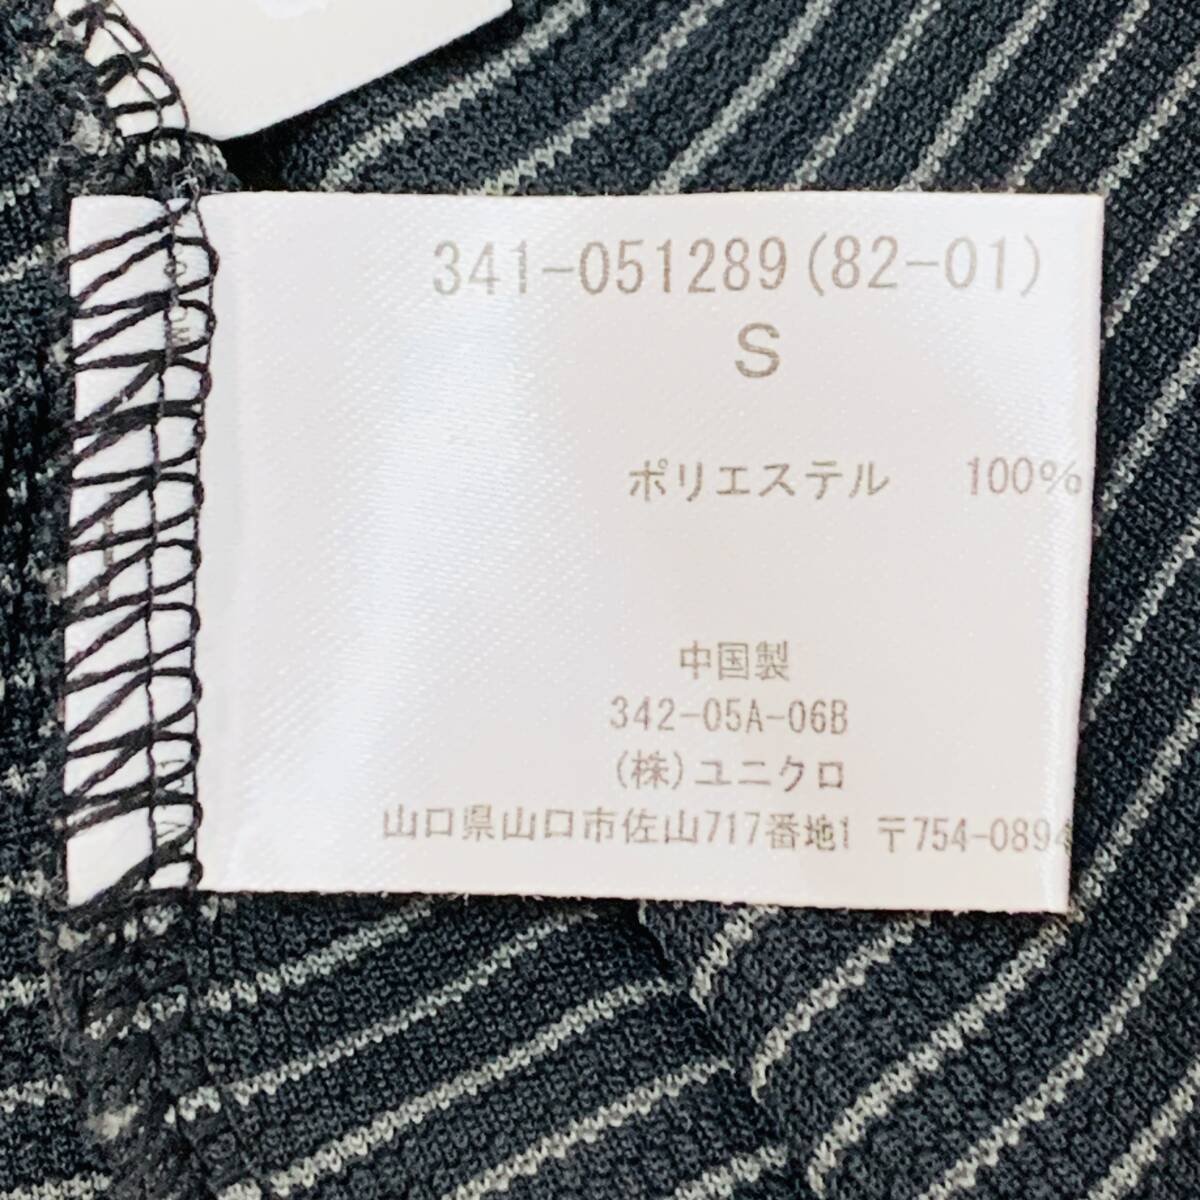 341-051289(82-01)
S
ポリエステル 100%
中国製
342-05A-06B
(株)ユニクロ
山口県山口市佐山717番地1 〒754-0894